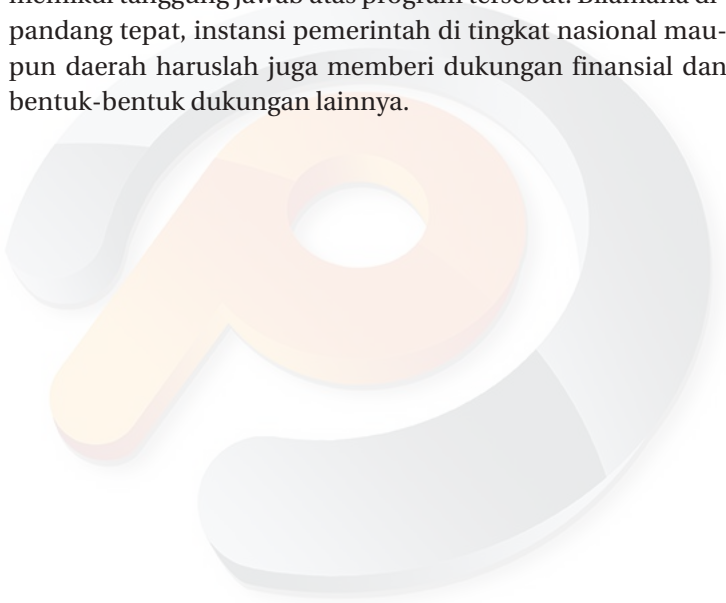 memikul tanggung jawab atas program tersebut. Bilamana di-
pandang tepat, instansi pemerintah di tingkat nasional mau-
pun daerah haruslah juga memberi dukungan finansial dan
bentuk-bentuk dukungan lainnya.